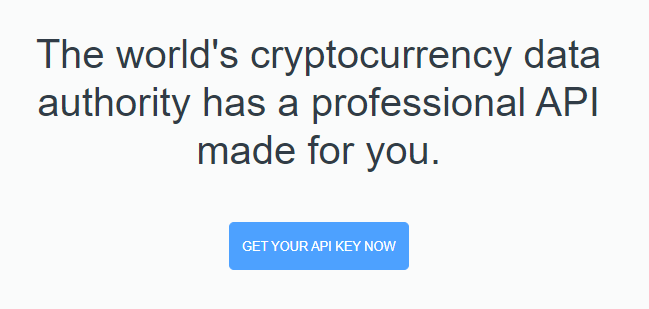 The world's cryptocurrency data
authority has a professional API
made for you.
GET YOUR API KEY NOW